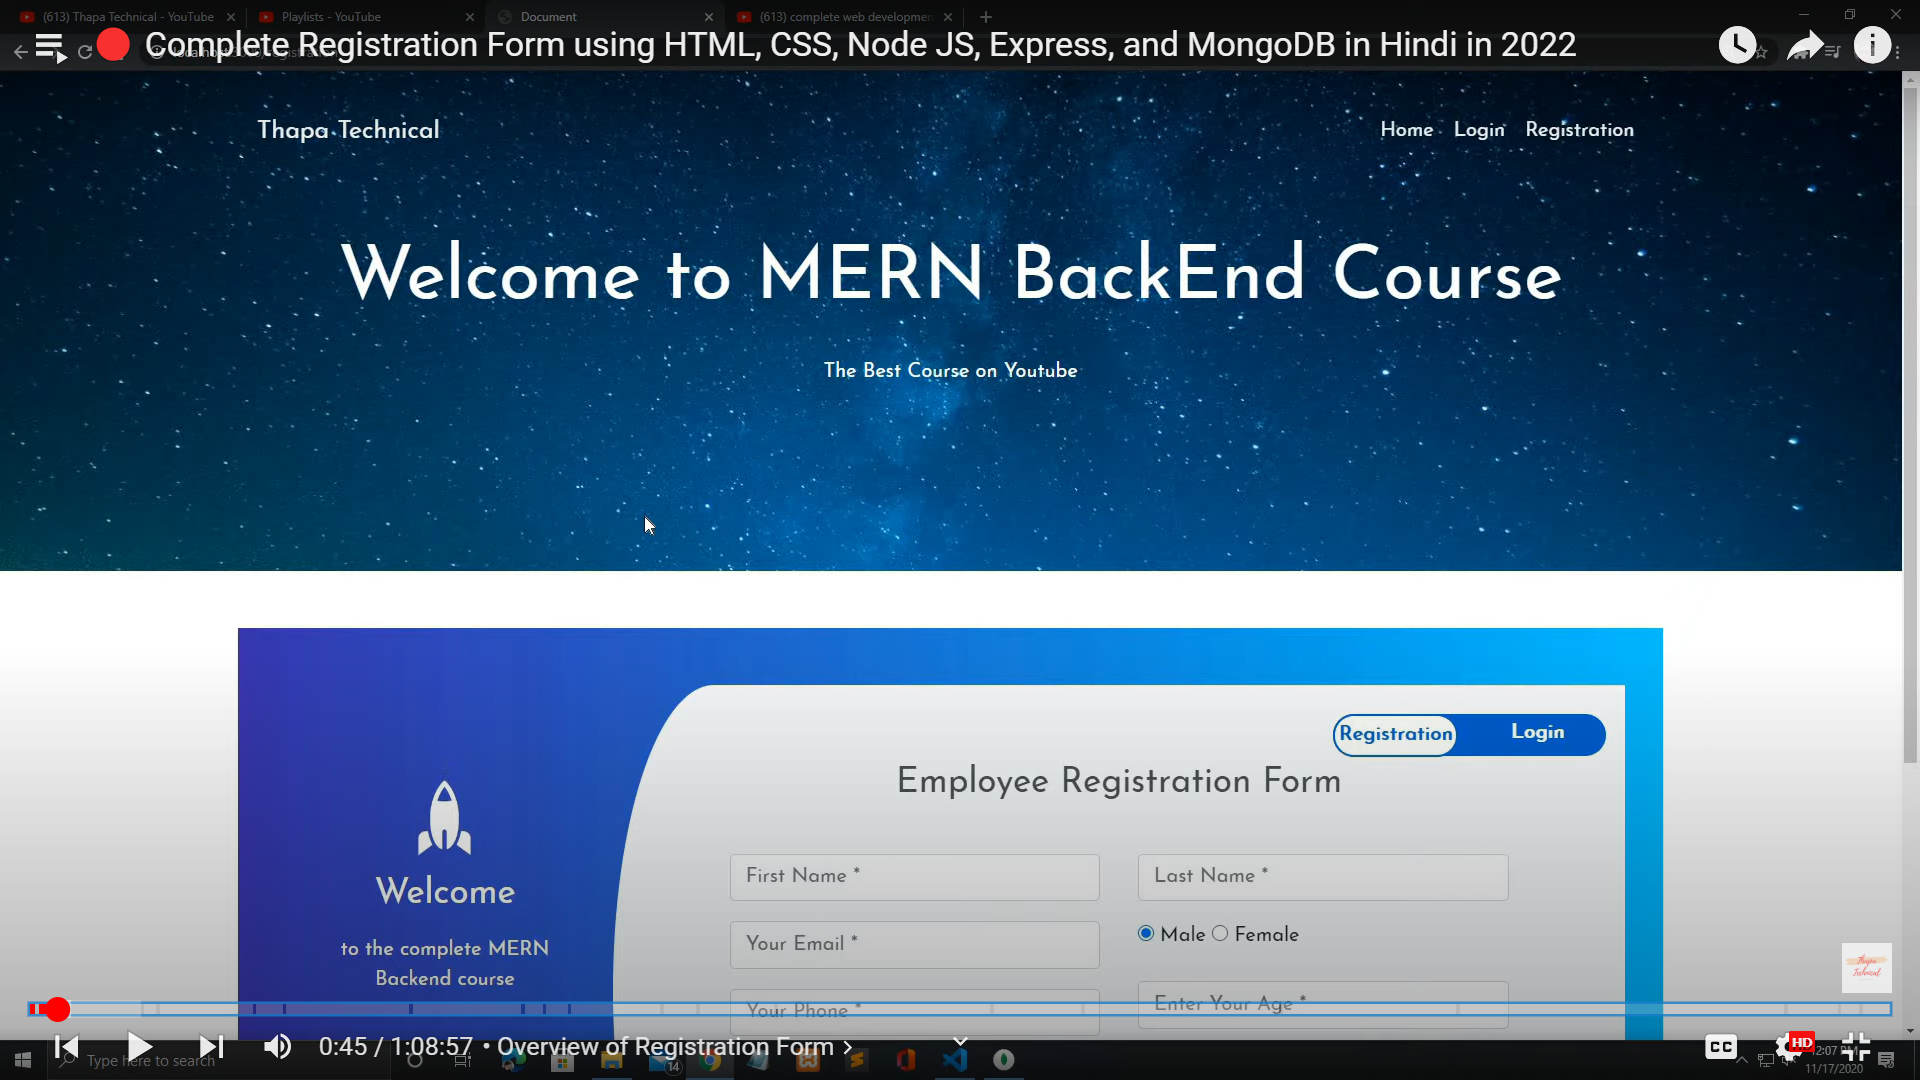 (613) Thapa Technical - YouTube
Playlists - YouTube
Document
(613) complete web developmen
Complete Registration Form using HTML, CSS, Node JS, Express, and MongoDB in Hindi in 2022
Thapa Technical
Home Login Registration
Welcome to MERN BackEnd Course
The Best Course on Youtube
Registration Login
Employee Registration Form
First Name * Last Name *
Welcome
Your Email * Male Female
to the complete MERN
Backend course
Thapa
Technical
Your Phone * Enter Your Age *
0:45 / 1:08:57 • Overview of Registration Form
CC
HD
Type here to search
14
12:07 PM
11/17/2020